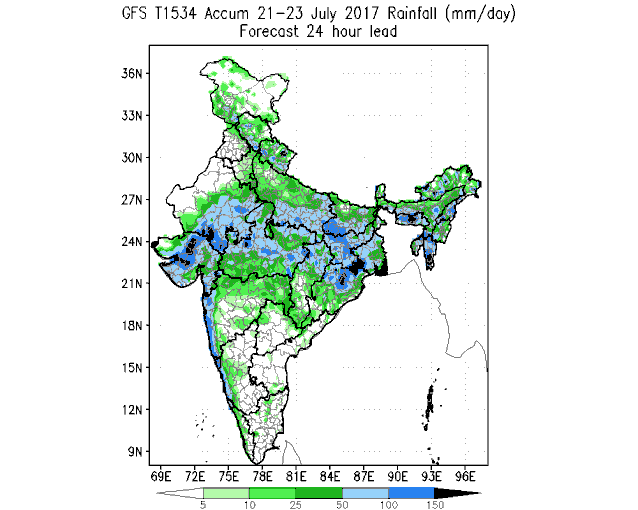 GFS T1534 Accum 21-23 July 2017 Rainfall (mm/day)
Forecast 24 hour lead
36N
33N
30N
27N
24N
21N
18N
15N
12N
9N
69E 72E 75E 78E 81E 84E 87E 90E 93E 96E
5 10 25 50 100 150